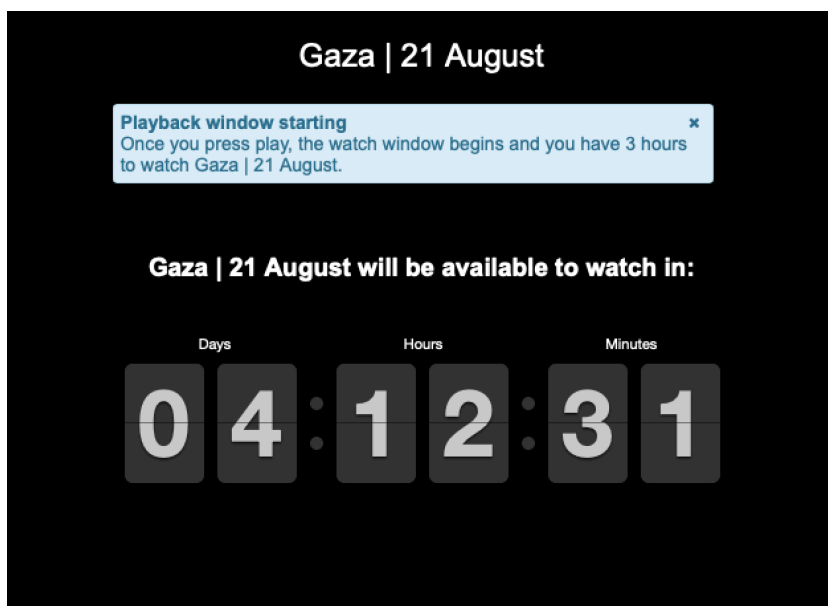 Gaza | 21 August
Playback window starting ×
Once you press play, the watch window begins and you have 3 hours
to watch Gaza | 21 August.
Gaza | 21 August will be available to watch in:
Days Hours Minutes
04:12:31